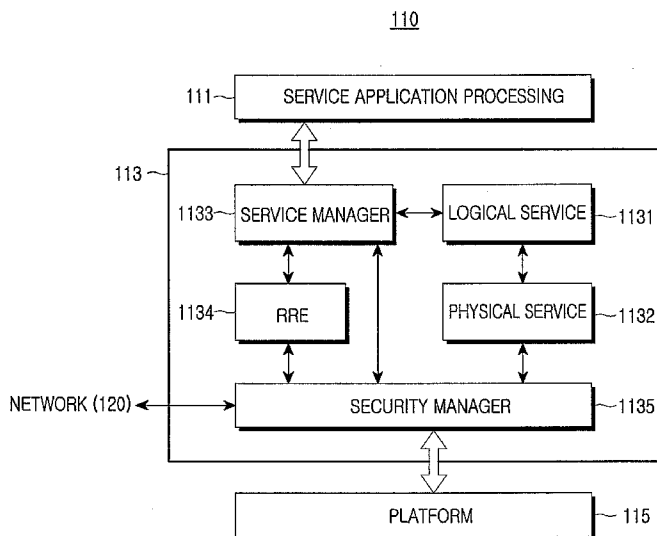 110
111
SERVICE APPLICATION PROCESSING
113
1133
SERVICE MANAGER
LOGICAL SERVICE
1131
1134
RRE
PHYSICAL SERVICE
1132
NETWORK (120)
SECURITY MANAGER
1135
PLATFORM
115